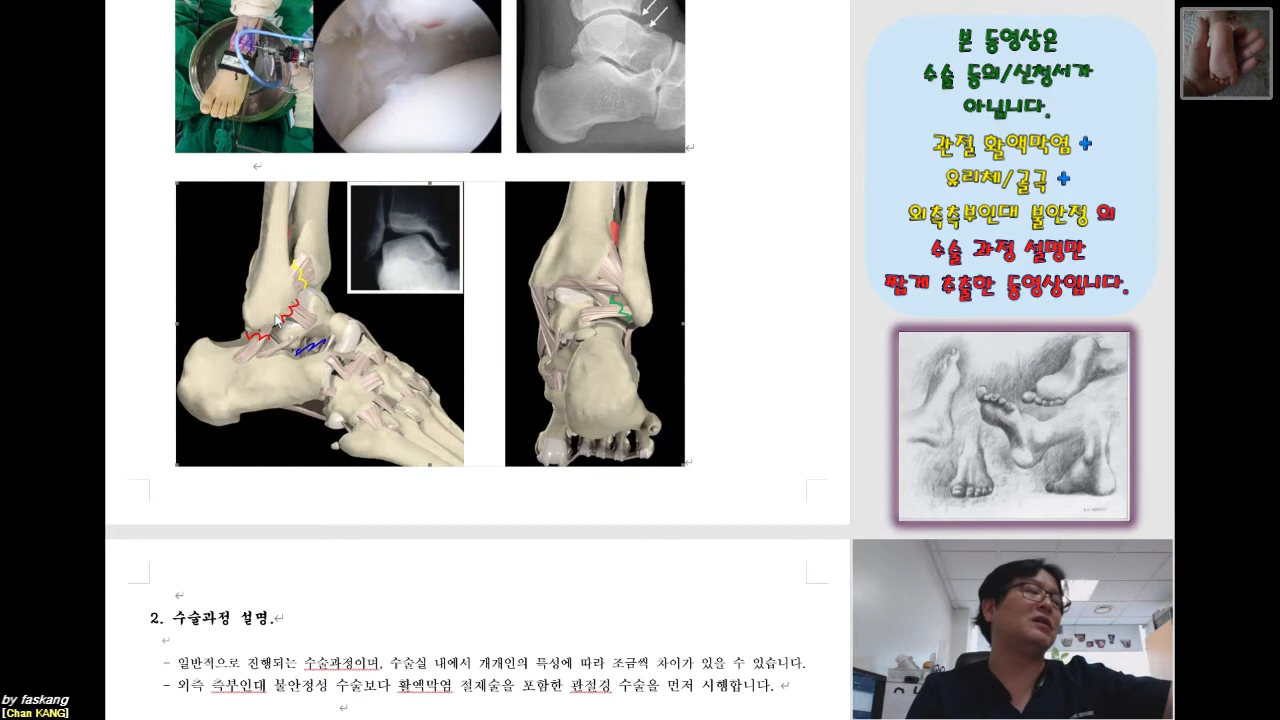 본 동영상은
수술 동의/신청서가
아닙니다.
관절 활액막염 +
유리체/골극 +
외측측부인대 불안정 의
수술 과정 설명만
짧게 추출한 동영상입니다.
2. 수술과정 설명.
- 일반적으로 진행되는 수술과정이며, 수술실 내에서 개개인의 특성에 따라 조금씩 차이가 있을 수 있습니다.
- 외측 측부인대 불안정성 수술보다 활액막염 절제술을 포함한 관절경 수술을 먼저 시행합니다.
by faskang
[Chan KANG]